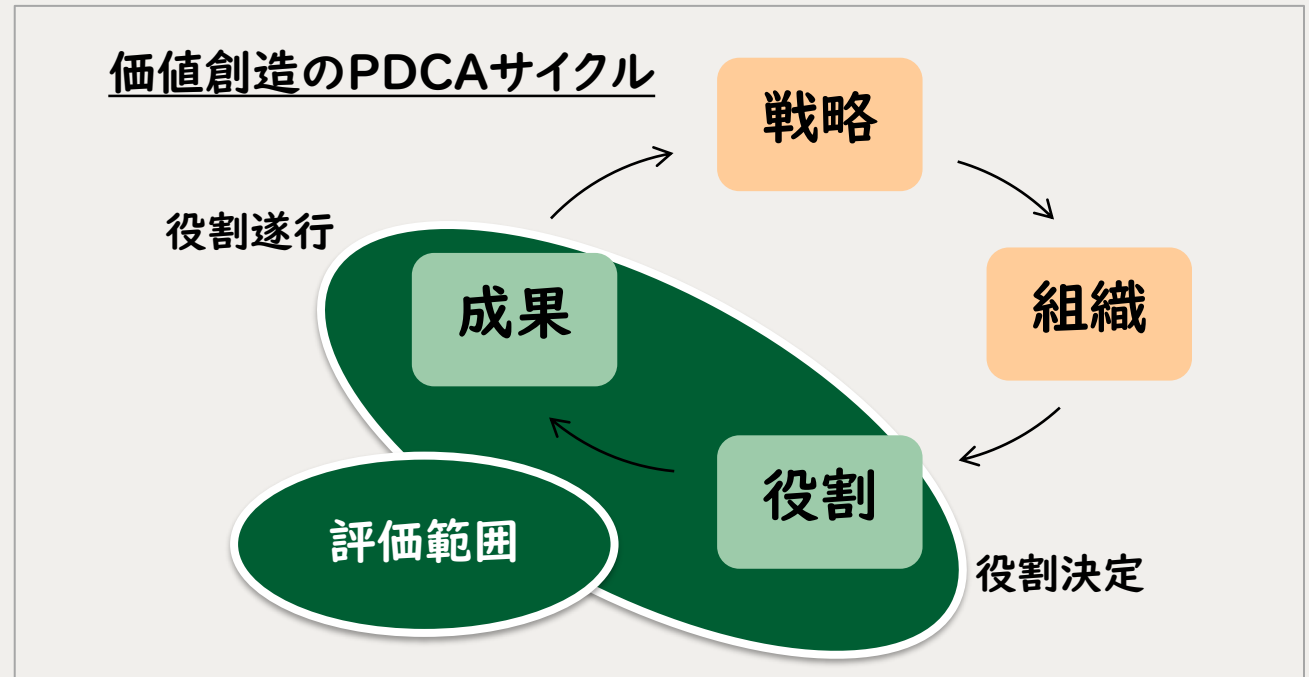 価値創造のPDCAサイクル
戦略
役割遂行
成果
組織
役割
評価範囲
役割決定